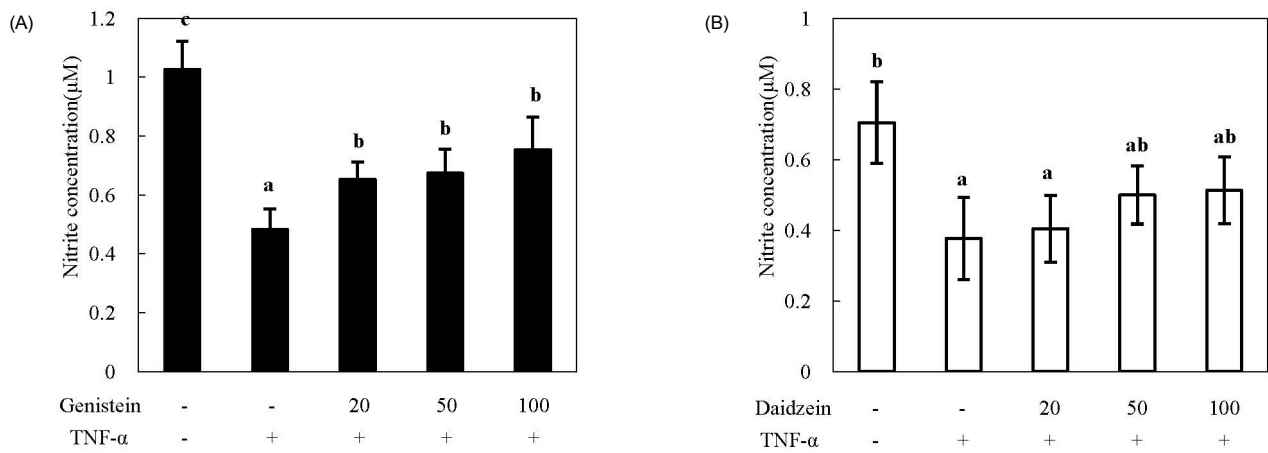 (A)
Nitrite concentration(µM)
1.2
1
0.8
0.6
0.4
0.2
0
c
a
b
b
b
Genistein - - 20 50 100
TNF-α - + + + +
(B)
Nitrite concentration(µM)
1
0.8
0.6
0.4
0.2
0
b
a
a
ab
ab
Daidzein - - 20 50 100
TNF-α - + + + +